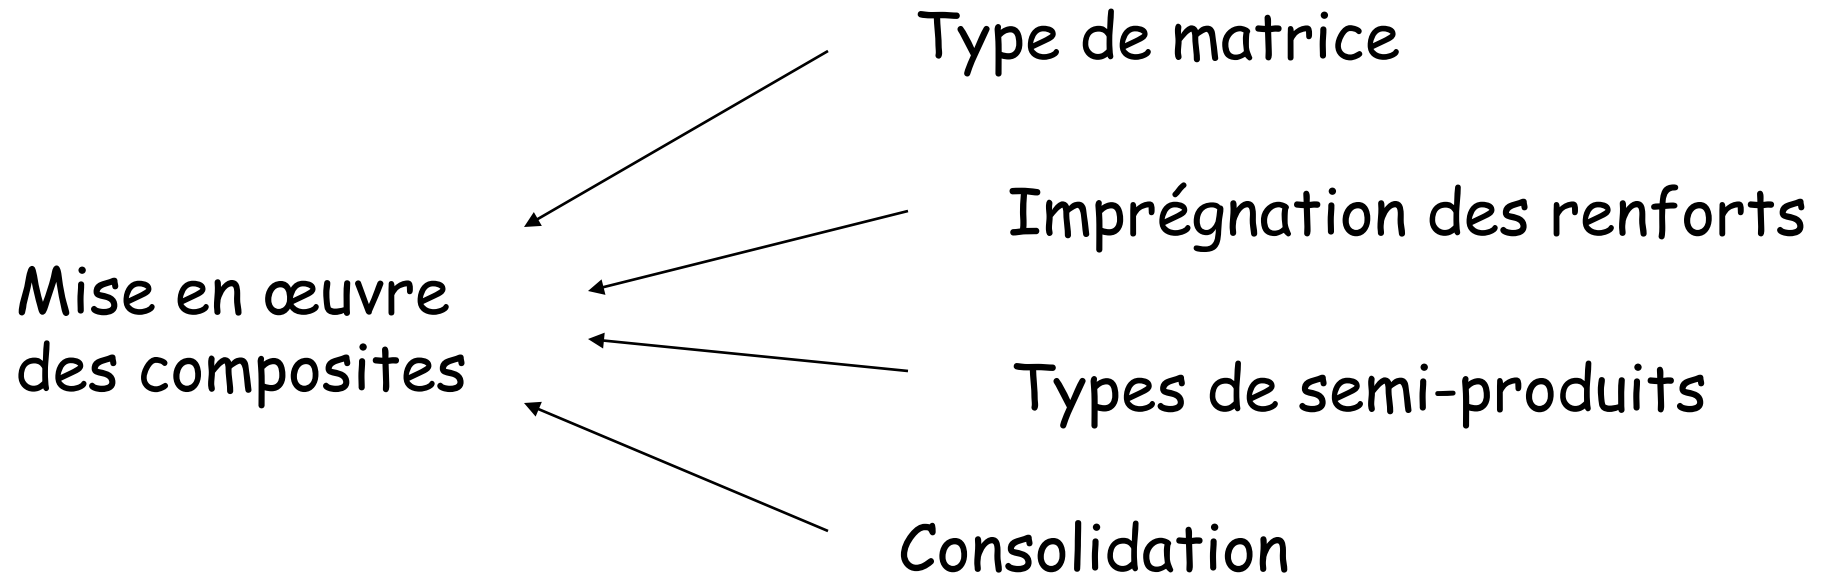 Type de matrice
Imprégnation des renforts
Mise en œuvre
des composites
Types de semi-produits
Consolidation